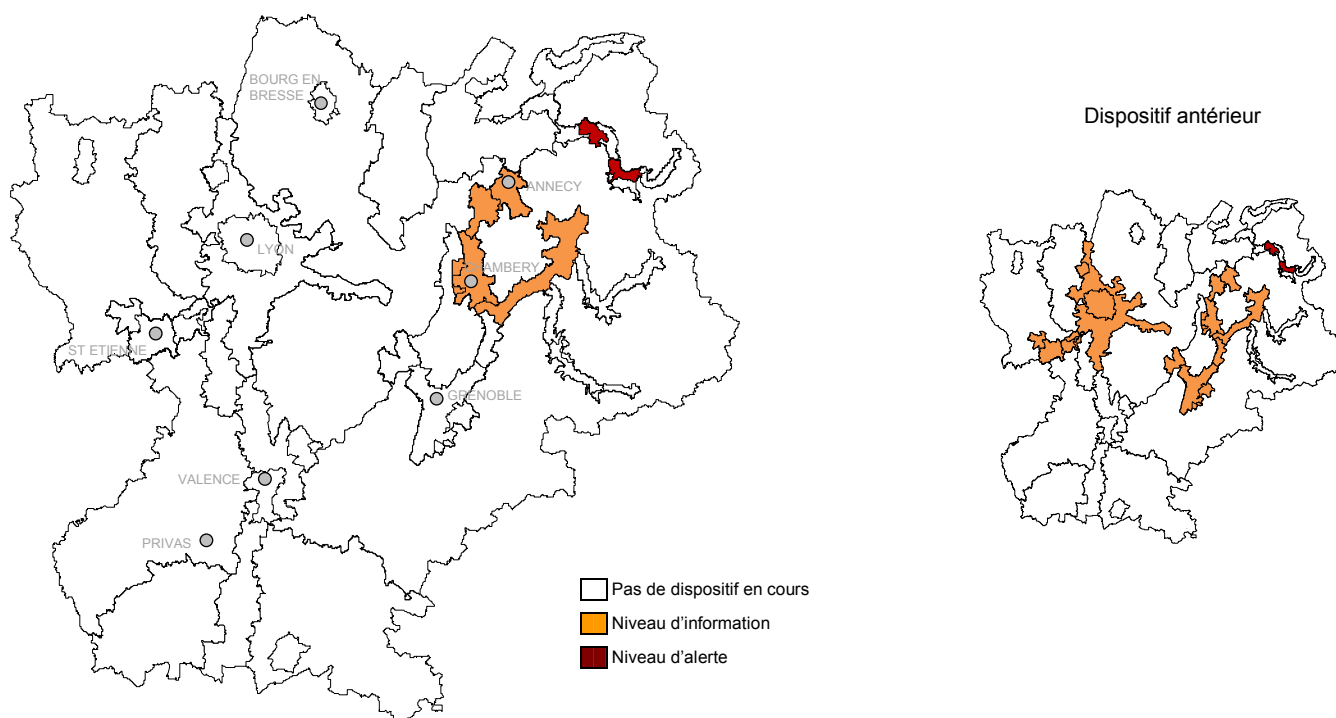 BOURG EN
BRESSE
Dispositif antérieur
ANNECY
LYON
AMBERY
ST ETIENNE
GRENOBLE
VALENCE
PRIVAS
Pas de dispositif en cours
Niveau d'information
Niveau d'alerte